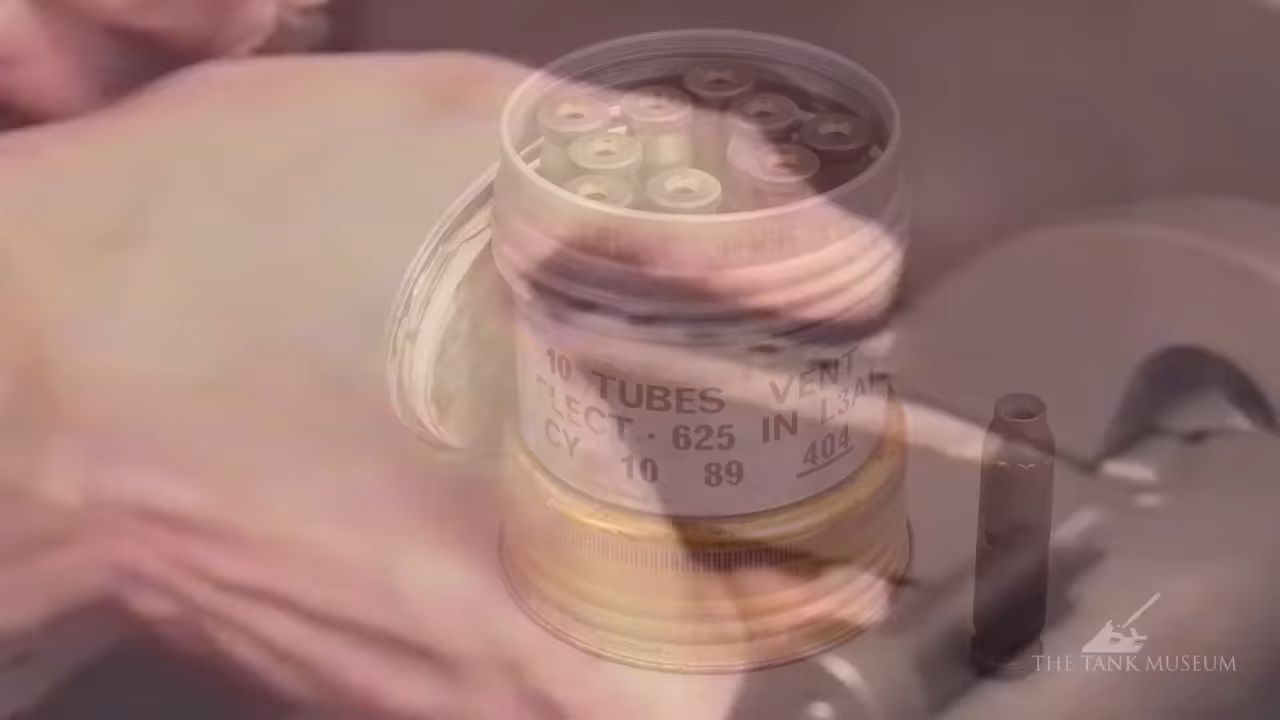 10 TUBES VENT
ELECT · 625 IN L3A1
CY 10 89 404
THE TANK MUSEUM